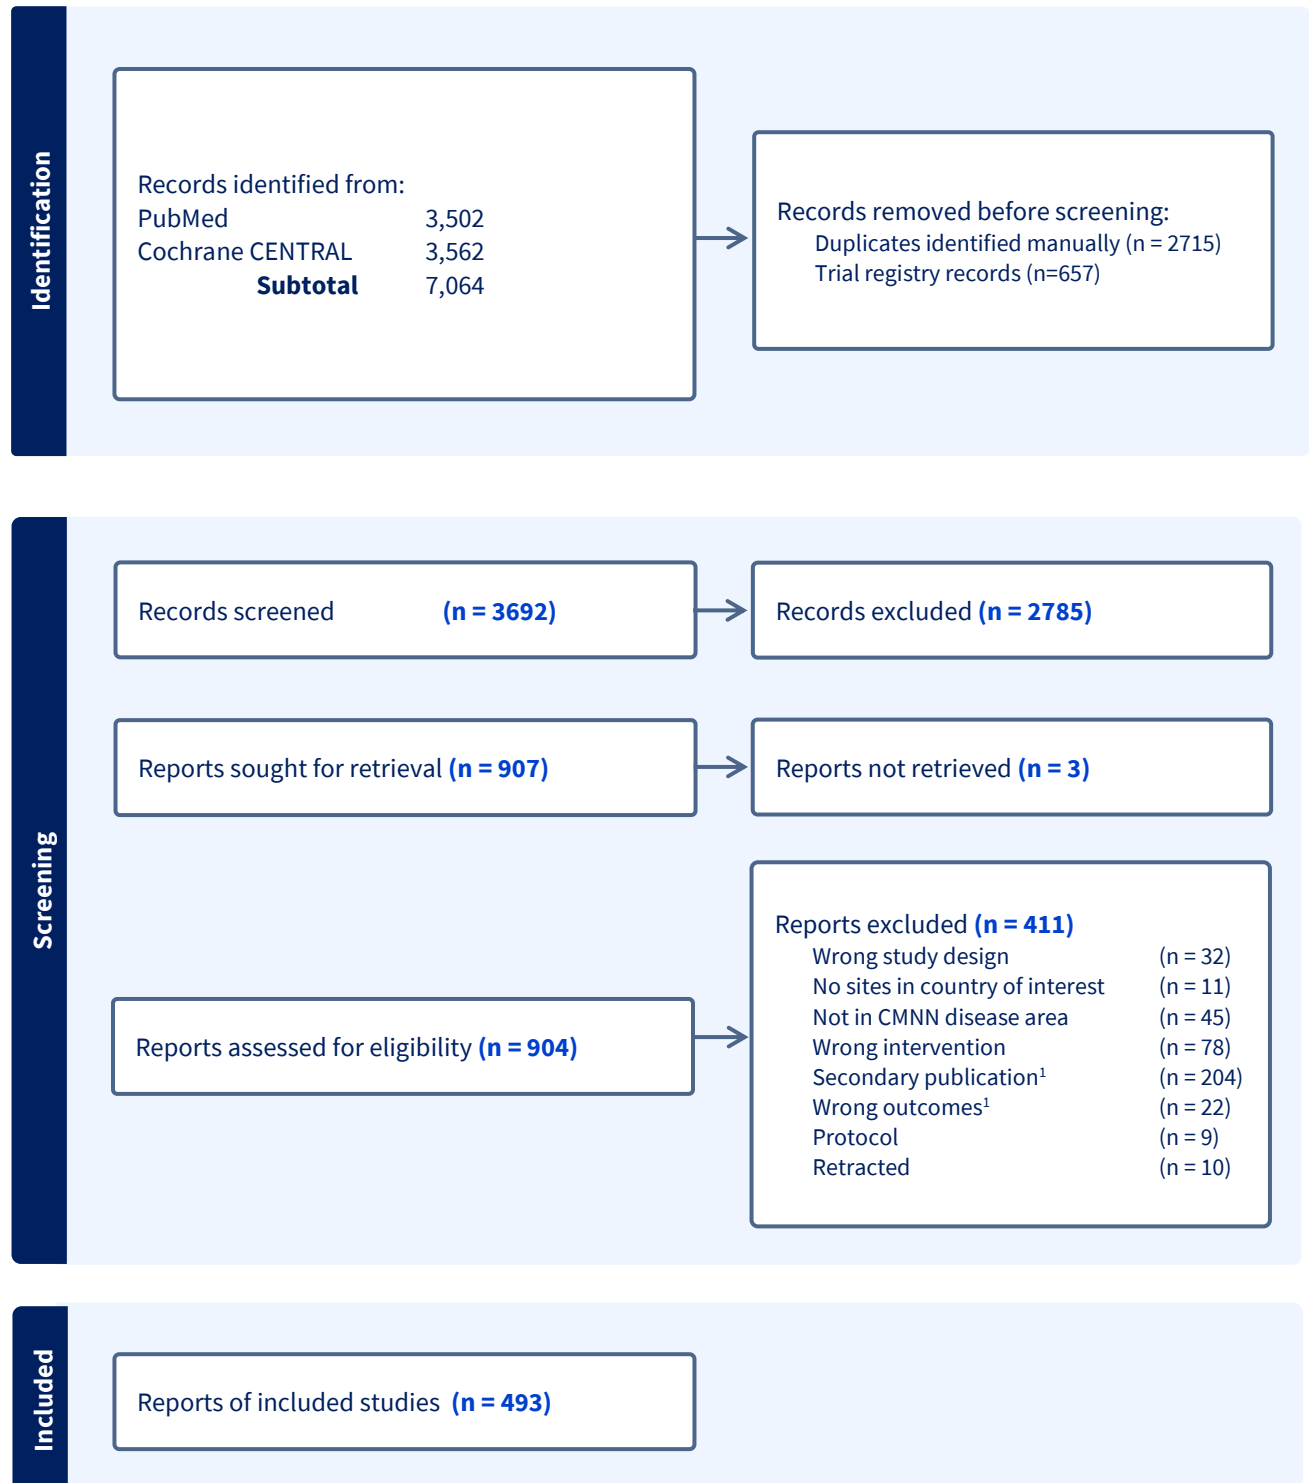 Identification
Records identified from:
PubMed 3,502
Cochrane CENTRAL 3,562
Subtotal 7,064
Records removed before screening:
Duplicates identified manually (n = 2715)
Trial registry records (n=657)
Screening
Records screened (n = 3692)
Records excluded (n = 2785)
Reports sought for retrieval (n = 907)
Reports not retrieved (n = 3)
Reports assessed for eligibility (n = 904)
Reports excluded (n = 411)
Wrong study design (n = 32)
No sites in country of interest (n = 11)
Not in CMNN disease area (n = 45)
Wrong intervention (n = 78)
Secondary publication¹ (n = 204)
Wrong outcomes¹ (n = 22)
Protocol (n = 9)
Retracted (n = 10)
Included
Reports of included studies (n = 493)